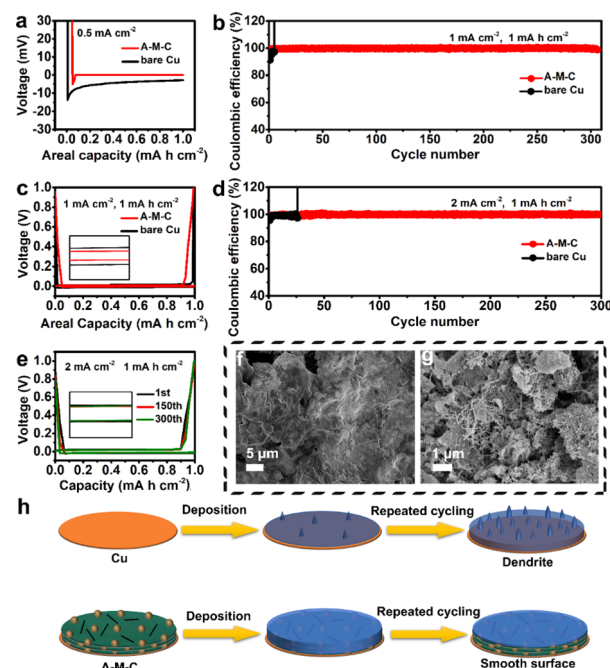 a
0.5 mA cm⁻²
A-M-C
bare Cu
Voltage (mV)
30
20
10
0
-10
-20
-30
0.0 0.2 0.4 0.6 0.8 1.0
Areal capacity (mA h cm⁻²)
b
Coulombic efficiency (%)
120
100
80
60
40
1 mA cm⁻², 1 mA h cm⁻²
A-M-C
bare Cu
0 50 100 150 200 250 300
Cycle number
c
Voltage (V)
1.0
0.8
0.6
0.4
0.2
0.0
1 mA cm⁻², 1 mA h cm⁻²
A-M-C
bare Cu
0.0 0.2 0.4 0.6 0.8 1.0
Areal Capacity (mA h cm⁻²)
d
Coulombic efficiency (%)
120
100
80
60
40
2 mA cm⁻², 1 mA h cm⁻²
A-M-C
bare Cu
0 50 100 150 200 250 300
Cycle number
e
Voltage (V)
1.0
0.8
0.6
0.4
0.2
0.0
2 mA cm⁻² 1 mA h cm⁻²
1st
150th
300th
0.0 0.2 0.4 0.6 0.8 1.0
Capacity (mA h cm⁻²)
f
5 μm
g
1 μm
h
Cu
Deposition
Repeated cycling
Dendrite
A-M-C
Deposition
Repeated cycling
Smooth surface